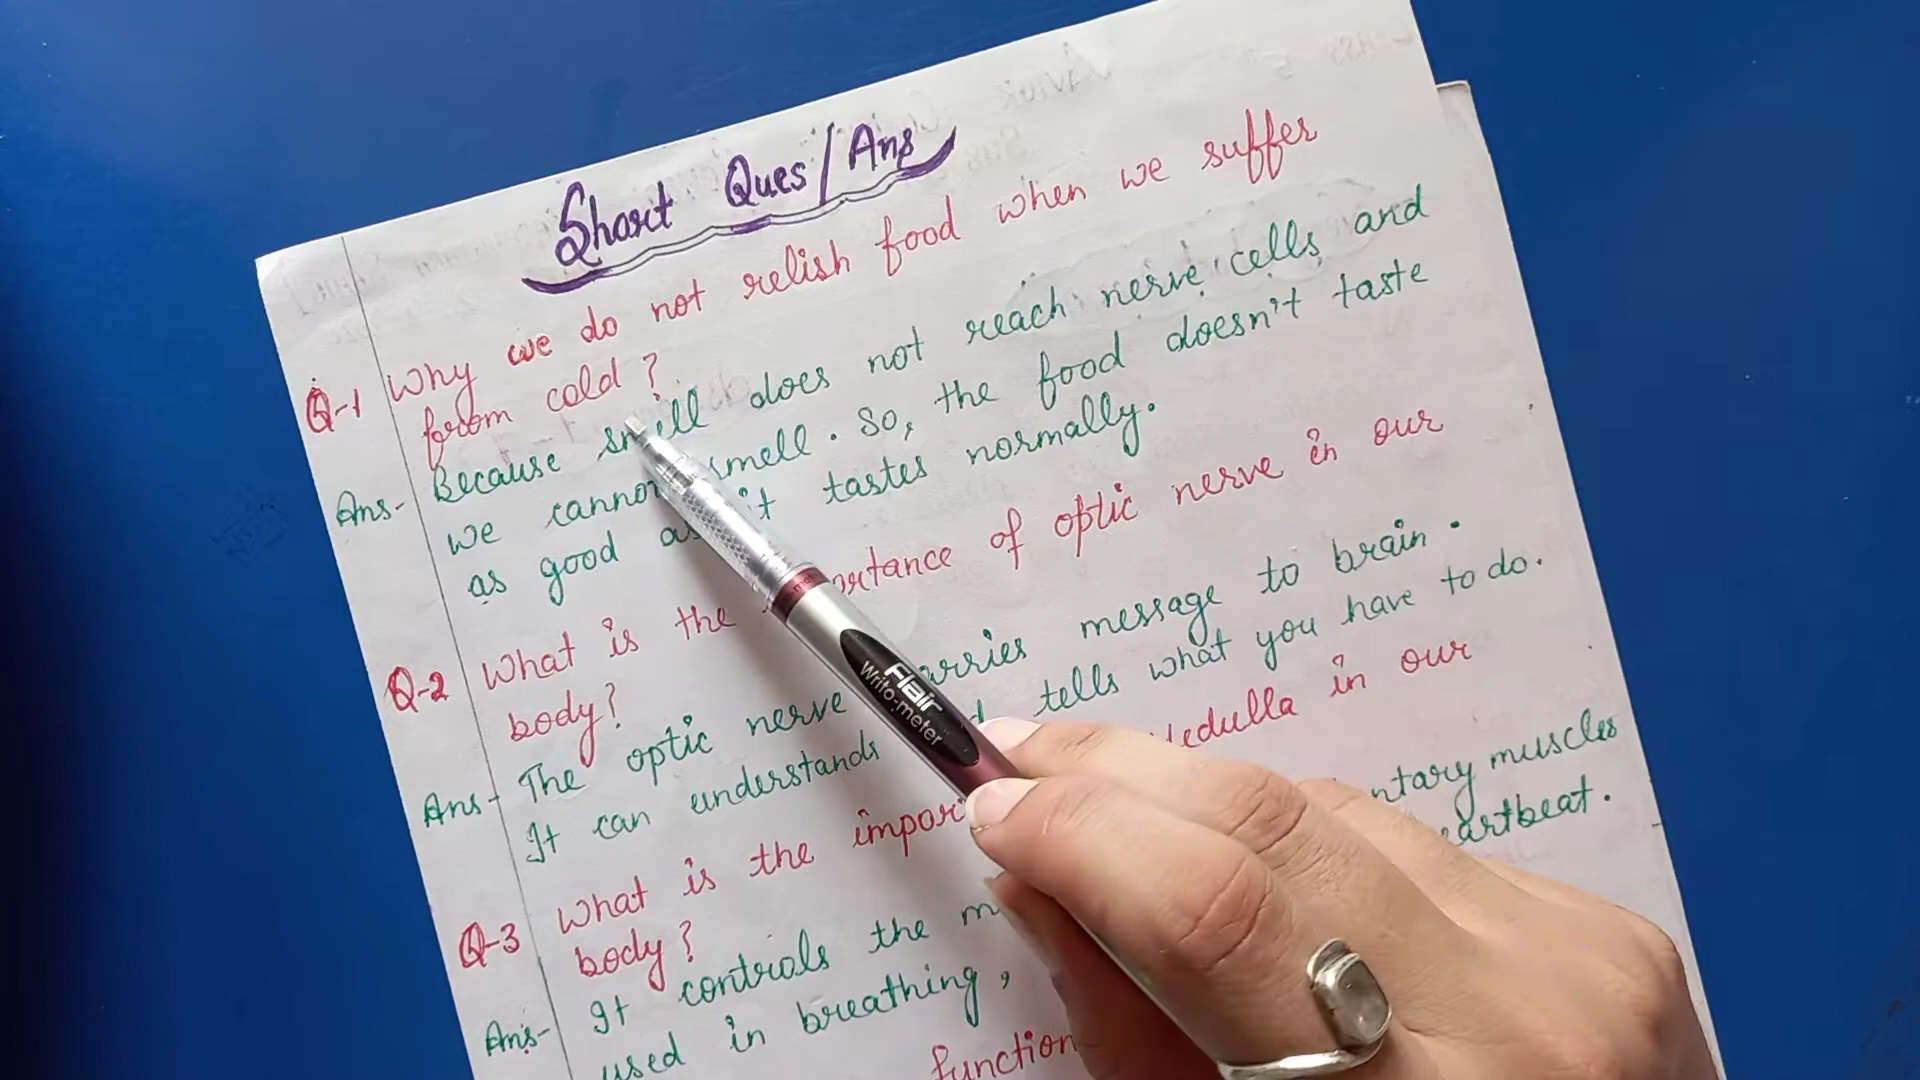 Short Ques/Ans
Q-1 Why we do not relish food when we suffer
from cold?
Ans- Because smell does not reach nerve cells and
we cannot smell. So, the food doesn't taste
as good as it tastes normally.
Q-2 What is the importance of optic nerve in our
body?
Ans- The optic nerve carries message to brain.
It can understands tells what you have to do.
Q-3 What is the Medulla in our
body?
Ans- It controls the muscles
used in breathing, heartbeat.
function
Flair
Writo-meter